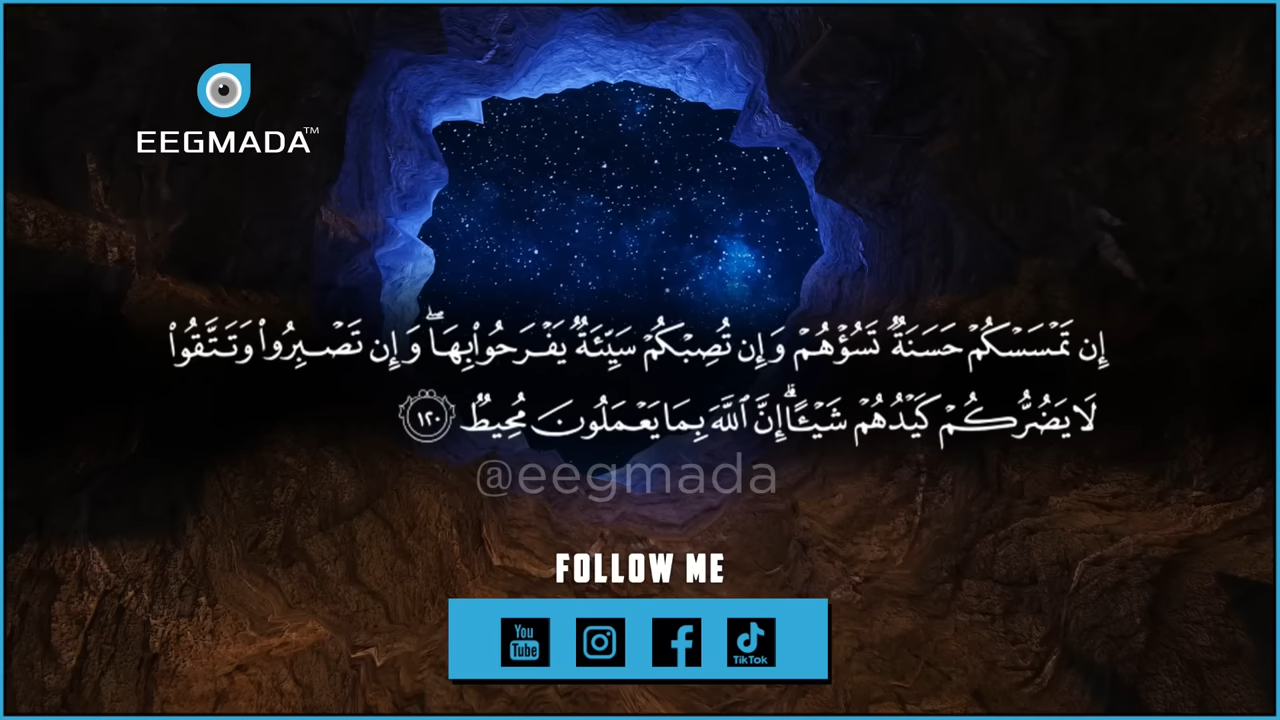 EEGMADA™
إِن تَمْسَسْكُمْ حَسَنَةٌ تَسُؤْهُمْ وَإِن تُصِبْكُمْ سَيِّئَةٌ يَفْرَحُوا۟ بِهَا ۖ وَإِن تَصْبِرُوا۟ وَتَتَّقُوا۟
لَا يَضُرُّكُمْ كَيْدُهُمْ شَيْـًٔا ۗ إِنَّ ٱللَّهَ بِمَا يَعْمَلُونَ مُحِيطٌ ١٢٠
@eegmada
FOLLOW ME
You Tube TikTok